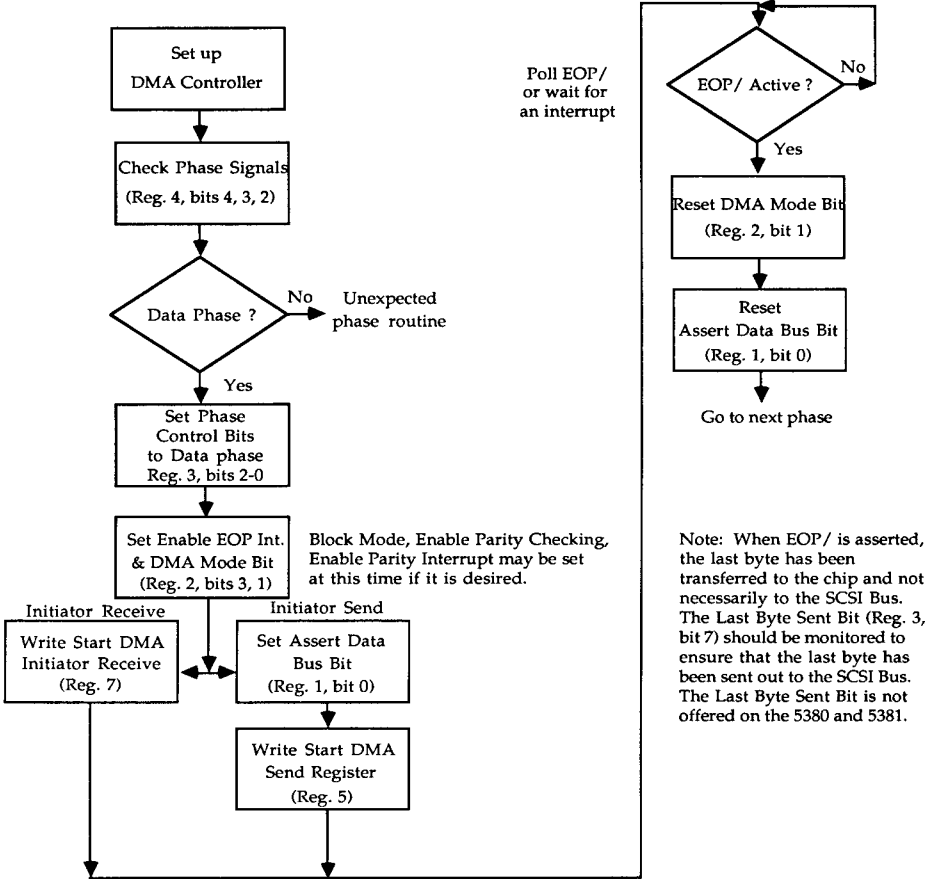 Set up
DMA Controller
Check Phase Signals
(Reg. 4, bits 4, 3, 2)
Data Phase ?
No
Unexpected
phase routine
Yes
Set Phase
Control Bits
to Data phase
Reg. 3, bits 2-0
Set Enable EOP Int.
& DMA Mode Bit
(Reg. 2, bits 3, 1)
Block Mode, Enable Parity Checking,
Enable Parity Interrupt may be set
at this time if it is desired.
Initiator Receive
Write Start DMA
Initiator Receive
(Reg. 7)
Initiator Send
Set Assert Data
Bus Bit
(Reg. 1, bit 0)
Write Start DMA
Send Register
(Reg. 5)
Poll EOP/
or wait for
an interrupt
EOP/ Active ?
No
Yes
Reset DMA Mode Bit
(Reg. 2, bit 1)
Reset
Assert Data Bus Bit
(Reg. 1, bit 0)
Go to next phase
Note: When EOP/ is asserted,
the last byte has been
transferred to the chip and not
necessarily to the SCSI Bus.
The Last Byte Sent Bit (Reg. 3,
bit 7) should be monitored to
ensure that the last byte has
been sent out to the SCSI Bus.
The Last Byte Sent Bit is not
offered on the 5380 and 5381.